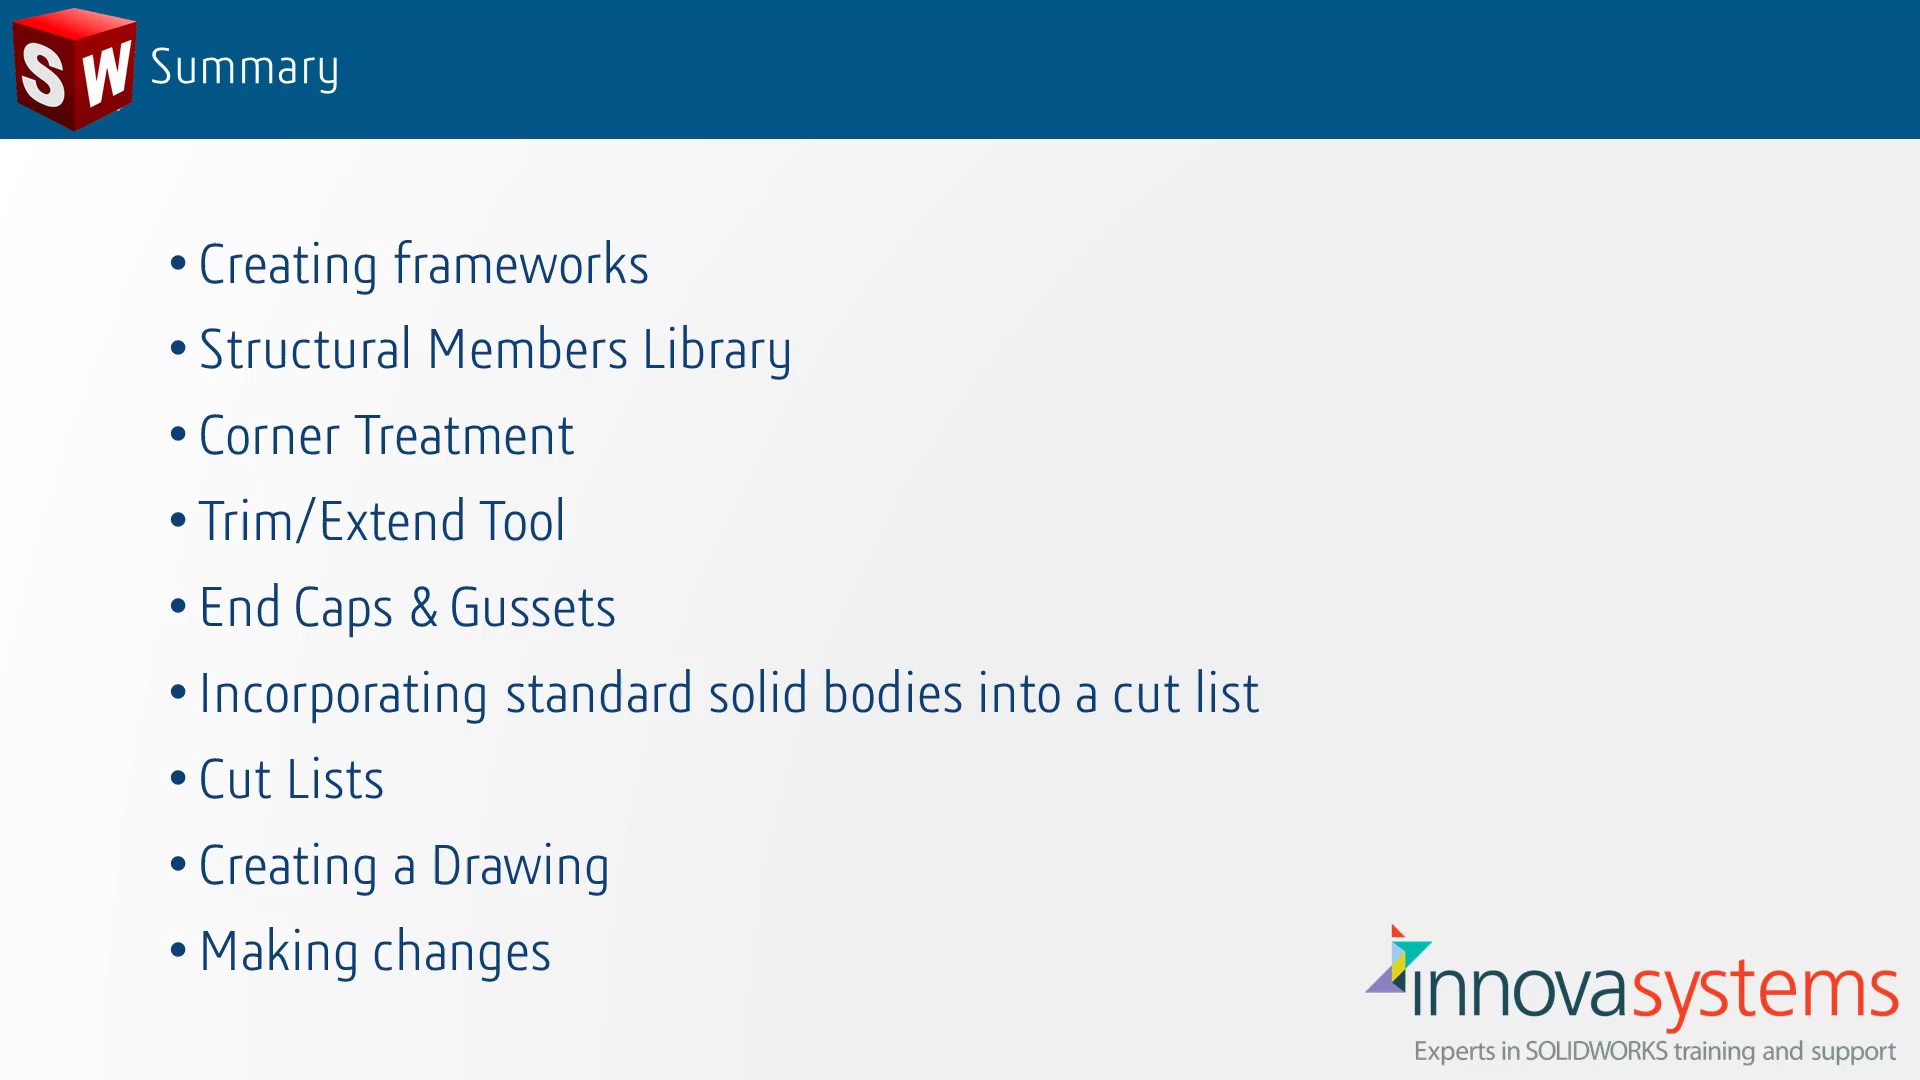 SW
Summary
• Creating frameworks
• Structural Members Library
• Corner Treatment
• Trim/Extend Tool
• End Caps & Gussets
• Incorporating standard solid bodies into a cut list
• Cut Lists
• Creating a Drawing
• Making changes
innovasystems
Experts in SOLIDWORKS training and support